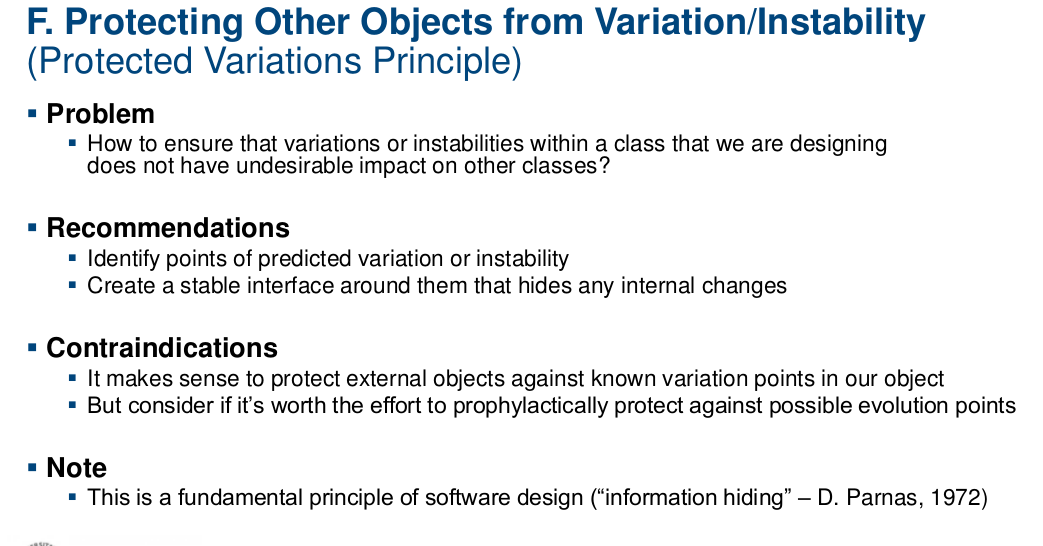 F. Protecting Other Objects from Variation/Instability
(Protected Variations Principle)
Problem
How to ensure that variations or instabilities within a class that we are designing
does not have undesirable impact on other classes?
Recommendations
Identify points of predicted variation or instability
Create a stable interface around them that hides any internal changes
Contraindications
It makes sense to protect external objects against known variation points in our object
But consider if it's worth the effort to prophylactically protect against possible evolution points
Note
This is a fundamental principle of software design (“information hiding” – D. Parnas, 1972)